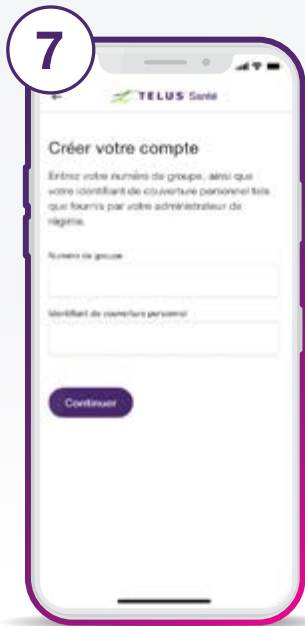 7
TELUS Santé
Créer votre compte
Entrez votre numéro de groupe, ainsi que
votre identifiant de couverture personnel tels
que fournis par votre administrateur de
régime.
Numéro de groupe
Identifiant de couverture personnel
Continuer